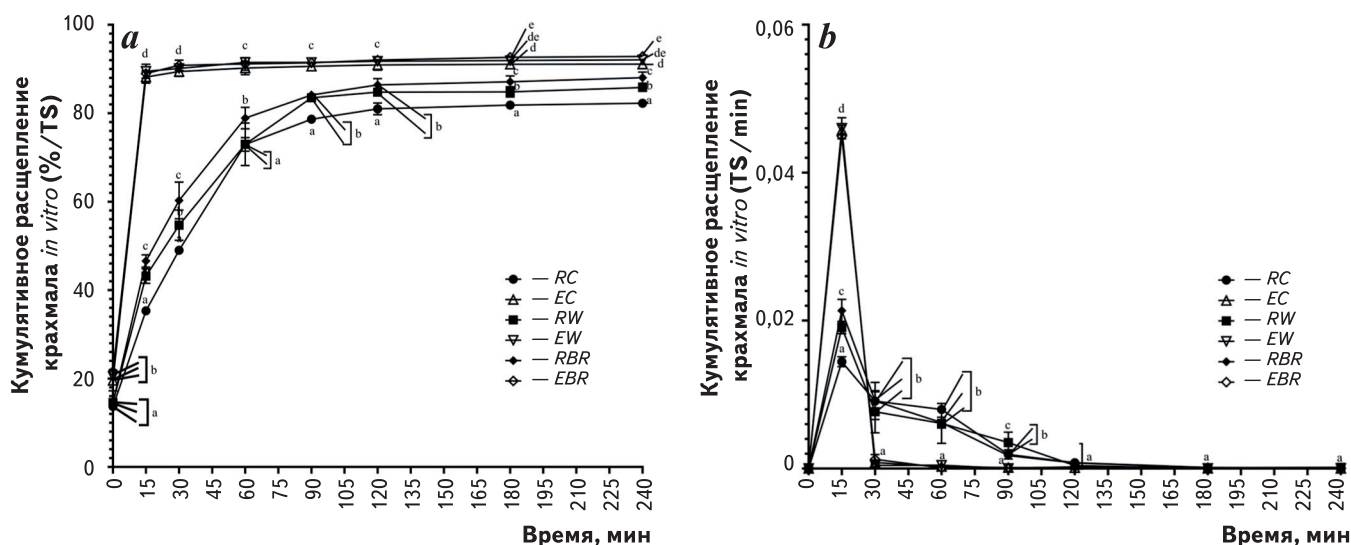 a
Кумулятивное расщепление
крахмала in vitro (%/TS)
100
80
60
40
20
0
d
d
c
c
c
e
de
d
e
de
d
c
b
a
c
b
a
c
a
c
a
b
a
a
b
a
b
a
b
a
— RC
— EC
— RW
— EW
— RBR
— EBR
0 15 30 45 60 75 90 105 120 135 150 165 180 195 210 225 240
Время, мин
b
Кумулятивное расщепление
крахмала in vitro (TS/min)
0,06
0,04
0,02
0
d
c
a
b
b
c
b
a
a
a
a
a
a
— RC
— EC
— RW
— EW
— RBR
— EBR
0 15 30 45 60 75 90 105 120 135 150 165 180 195 210 225 240
Время, мин